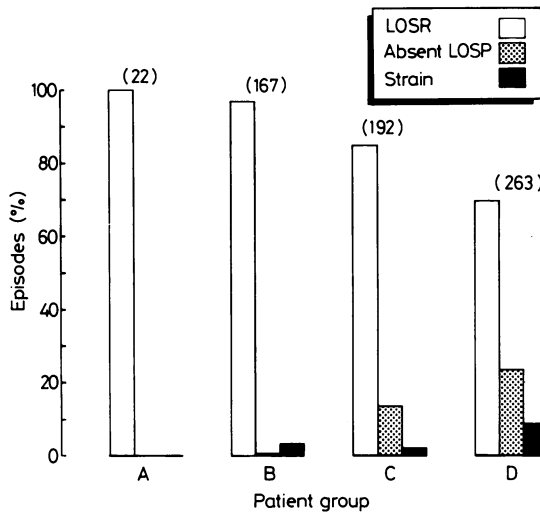 LOSR
Absent LOSP
Strain
(22)
(167)
(192)
(263)
100
80
60
40
20
0
Episodes (%)
A B C D
Patient group